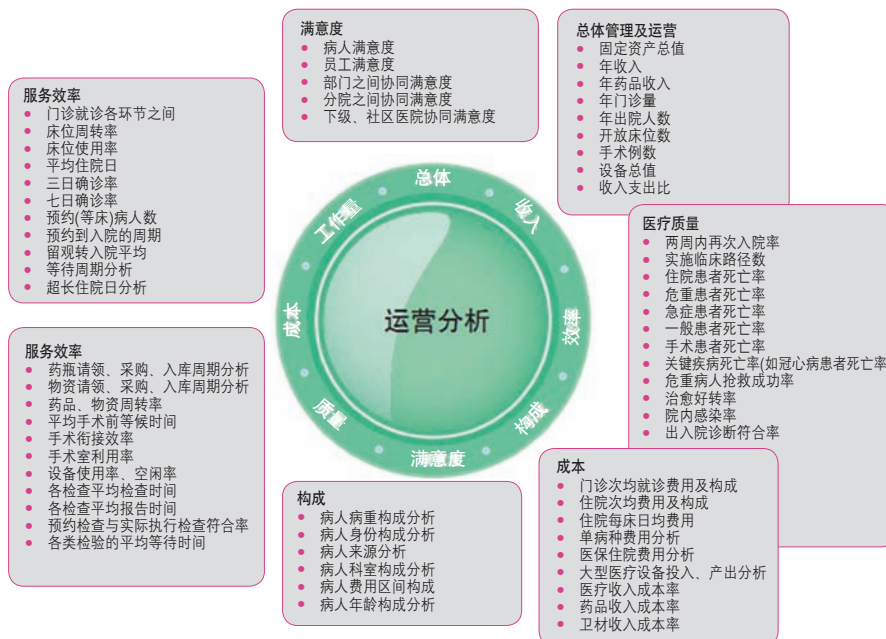 满意度
• 病人满意度
• 员工满意度
• 部门之间协同满意度
• 分院之间协同满意度
• 下级、社区医院协同满意度
总体管理及运营
• 固定资产总值
• 年收入
• 年药品收入
• 年门诊量
• 年出院人数
• 开放床位数
• 手术例数
• 设备总值
• 收入支出比
服务效率
• 门诊就诊各环节之间
• 床位周转率
• 床位使用率
• 平均住院日
• 三日确诊率
• 七日确诊率
• 预约(等床)病人数
• 预约到入院的周期
• 留观转入院平均
• 等待周期分析
• 超长住院日分析
医疗质量
• 两周内再次入院率
• 实施临床路径数
• 住院患者死亡率
• 危重患者死亡率
• 急症患者死亡率
• 一般患者死亡率
• 手术患者死亡率
• 关键疾病死亡率(如冠心病患者死亡率
• 危重病人抢救成功率
• 治愈好转率
• 院内感染率
• 出入院诊断符合率
总体
收入
效率
构成
满意度
质量
成本
工作量
运营分析
服务效率
• 药瓶请领、采购、入库周期分析
• 物资请领、采购、入库周期分析
• 药品、物资周转率
• 平均手术前等候时间
• 手术衔接效率
• 手术室利用率
• 设备使用率、空闲率
• 各检查平均检查时间
• 各检查平均报告时间
• 预约检查与实际执行检查符合率
• 各类检验的平均等待时间
构成
• 病人病重构成分析
• 病人身份构成分析
• 病人来源分析
• 病人科室构成分析
• 病人费用区间构成
• 病人年龄构成分析
成本
• 门诊次均就诊费用及构成
• 住院次均费用及构成
• 住院每床日均费用
• 单病种费用分析
• 医保住院费用分析
• 大型医疗设备投入、产出分析
• 医疗收入成本率
• 药品收入成本率
• 卫材收入成本率